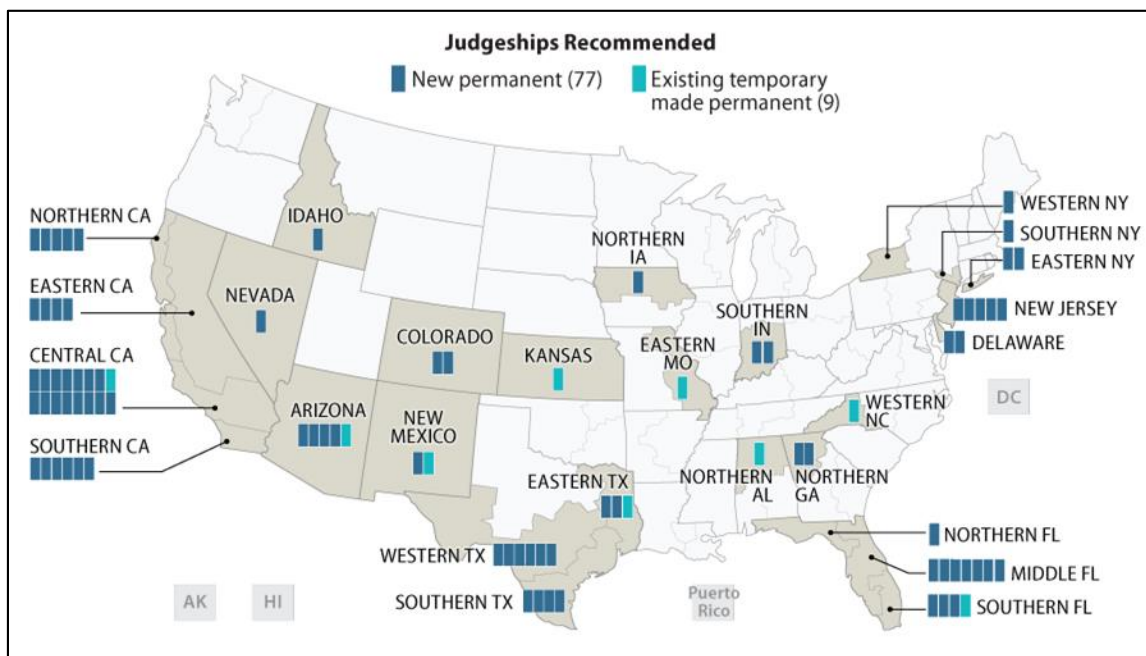 Judgeships Recommended
New permanent (77)
Existing temporary
made permanent (9)
NORTHERN CA
EASTERN CA
CENTRAL CA
SOUTHERN CA
IDAHO
NEVADA
COLORADO
ARIZONA
NEW
MEXICO
KANSAS
NORTHERN
IA
EASTERN
MO
SOUTHERN
IN
WESTERN NY
SOUTHERN NY
EASTERN NY
NEW JERSEY
DELAWARE
DC
WESTERN
NC
NORTHERN
AL
NORTHERN
GA
EASTERN TX
WESTERN TX
SOUTHERN TX
NORTHERN FL
MIDDLE FL
SOUTHERN FL
AK
HI
Puerto
Rico